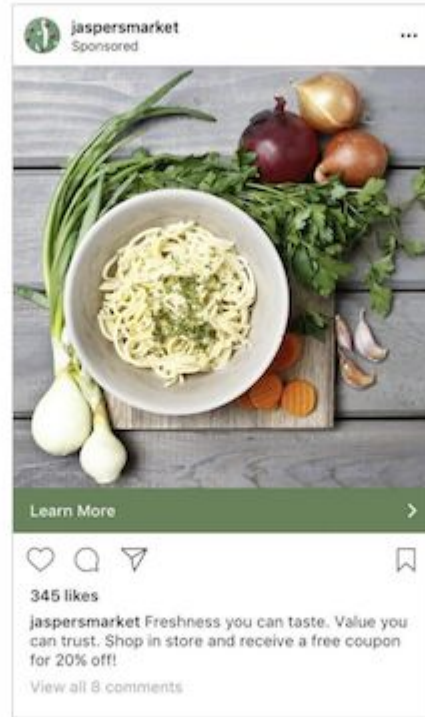 jaspersmarket
Sponsored
Learn More
345 likes
jaspersmarket Freshness you can taste. Value you
can trust. Shop in store and receive a free coupon
for 20% off!
View all 8 comments